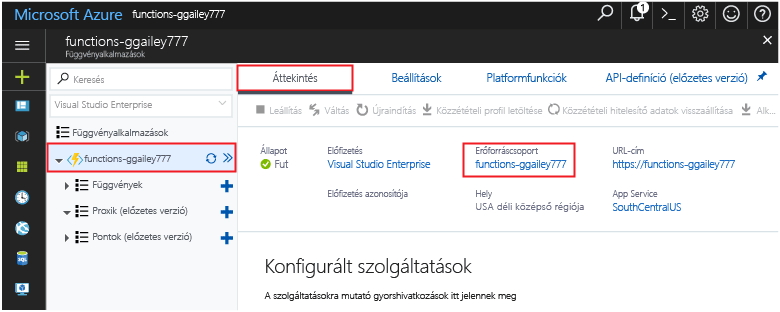 Microsoft Azure functions-ggailey777
1
functions-ggailey777
Függvényalkalmazások
Keresés
Visual Studio Enterprise
Függvényalkalmazások
functions-ggailey777
Függvények
Proxik (előzetes verzió)
Pontok (előzetes verzió)
Áttekintés Beállítások Platformfunkciók API-definíció (előzetes verzió)
Leállítás Váltás Újraindítás Közzétételi profil letöltése Közzétételi hitelesítő adatok visszaállítása Alk...
Állapot Előfizetés Erőforráscsoport URL-cím
Fut Visual Studio Enterprise functions-ggailey777 https://functions-ggailey777
Előfizetés azonosítója Hely App Service
USA déli középső régiója SouthCentralUS
Konfigurált szolgáltatások
A szolgáltatásokra mutató gyorshivatkozások itt jelennek meg